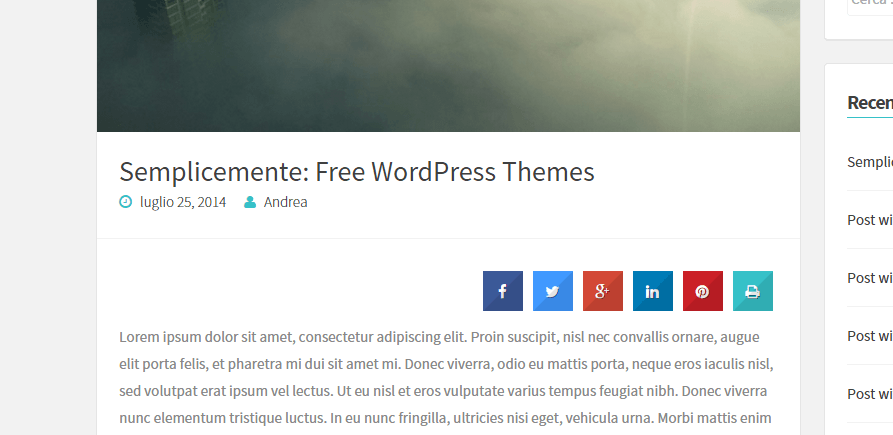 Semplicemente: Free WordPress Themes
luglio 25, 2014 Andrea
Lorem ipsum dolor sit amet, consectetur adipiscing elit. Proin suscipit, nisl nec convallis ornare, augue
elit porta felis, et pharetra mi dui sit amet mi. Donec viverra, odio eu mattis porta, neque eros iaculis nisl,
sed volutpat erat ipsum vel lectus. Ut eu nisl et eros vulputate varius tempus feugiat nibh. Donec viverra
nunc elementum tristique luctus. In eu nunc fringilla, ultricies nisi eget, vehicula urna. Morbi mattis enim
Cerca
Recen
Semplic
Post wi
Post wi
Post wi
Post wi